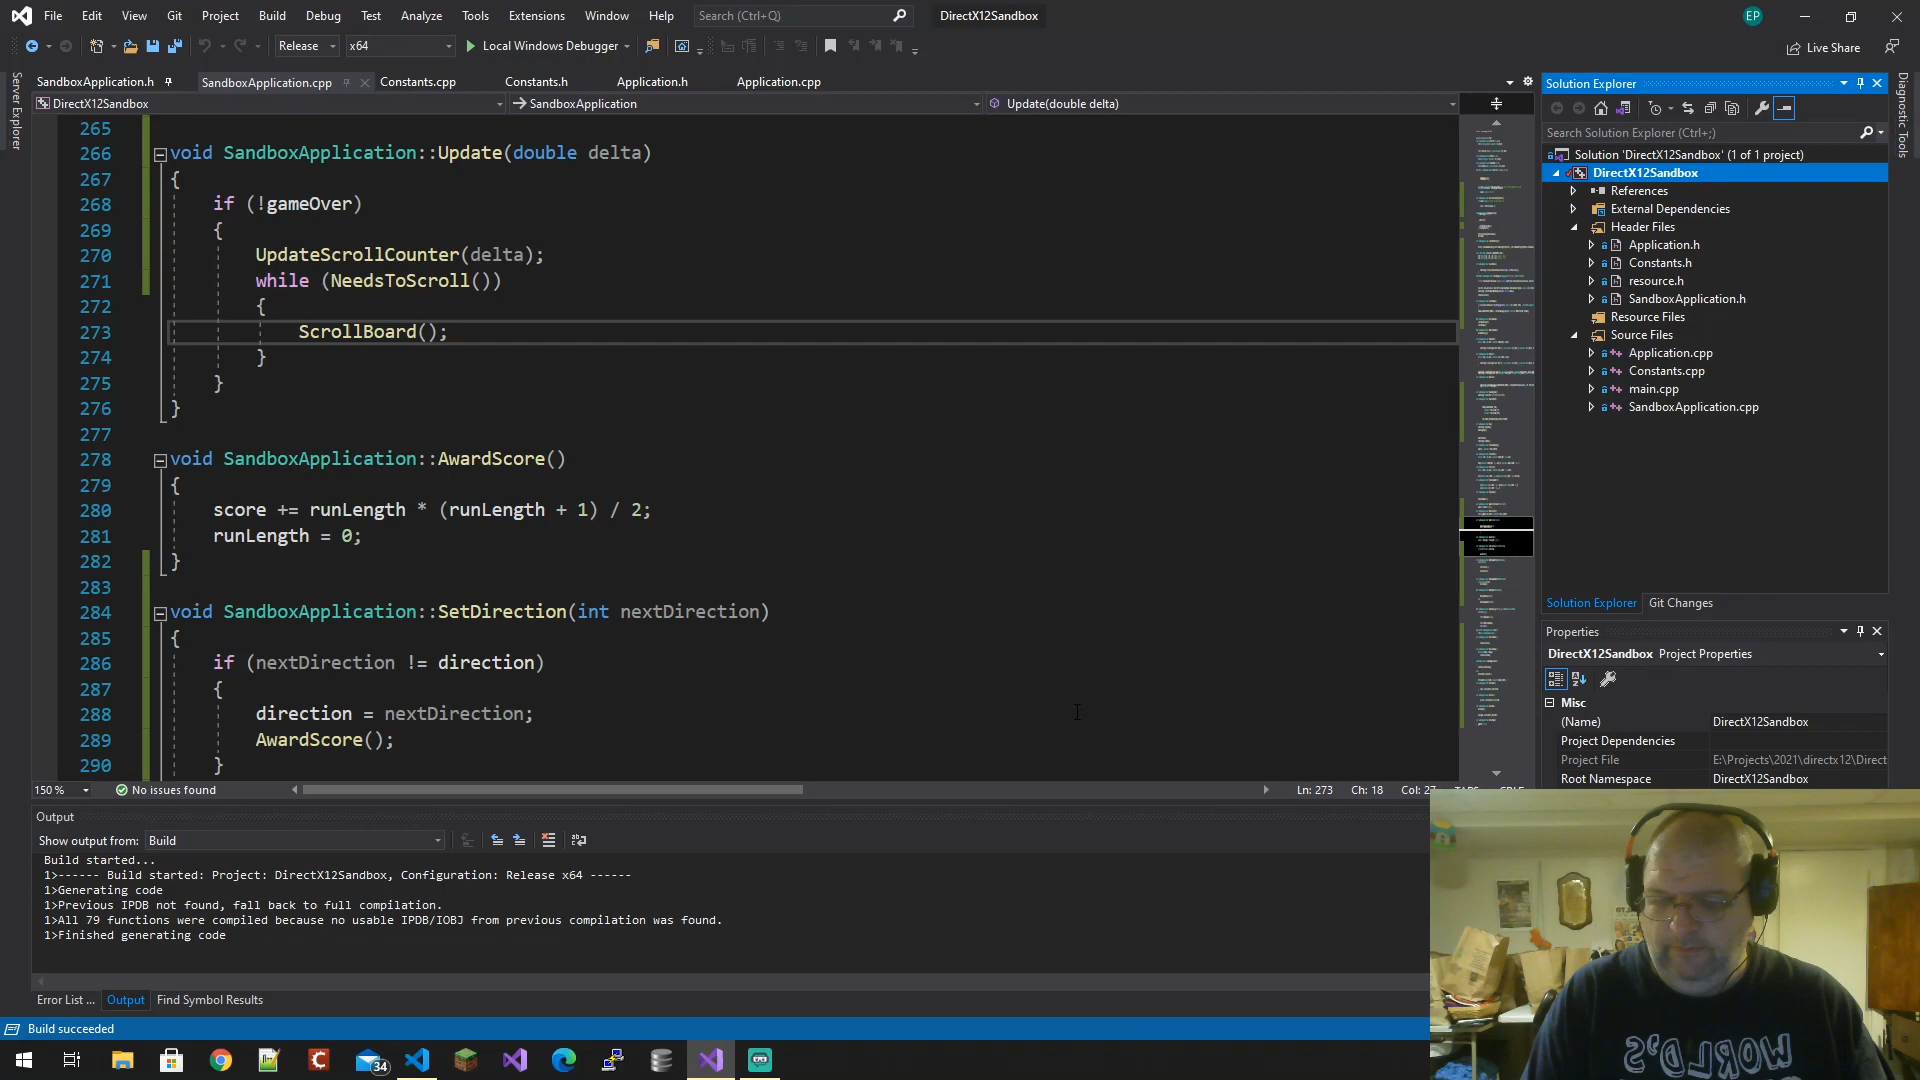 File Edit View Git Project Build Debug Test Analyze Tools Extensions Window Help Search (Ctrl+Q) DirectX12Sandbox EP
Release x64 Local Windows Debugger Live Share
Server Explorer
SandboxApplication.h SandboxApplication.cpp Constants.cpp Constants.h Application.h Application.cpp
DirectX12Sandbox SandboxApplication Update(double delta)
265
266 void SandboxApplication::Update(double delta)
267 {
268 if (!gameOver)
269 {
270 UpdateScrollCounter(delta);
271 while (NeedsToScroll())
272 {
273 ScrollBoard();
274 }
275 }
276 }
277
278 void SandboxApplication::AwardScore()
279 {
280 score += runLength * (runLength + 1) / 2;
281 runLength = 0;
282 }
283
284 void SandboxApplication::SetDirection(int nextDirection)
285 {
286 if (nextDirection != direction)
287 {
288 direction = nextDirection;
289 AwardScore();
290 }
150 % No issues found Ln: 273 Ch: 18
Output
Show output from: Build
Build started...
1>------ Build started: Project: DirectX12Sandbox, Configuration: Release x64 ------
1>Generating code
1>Previous IPDB not found, fall back to full compilation.
1>All 79 functions were compiled because no usable IPDB/IOBJ from previous compilation was found.
1>Finished generating code
Error List ... Output Find Symbol Results
Build succeeded
34
Solution Explorer
Search Solution Explorer (Ctrl+;)
Solution 'DirectX12Sandbox' (1 of 1 project)
DirectX12Sandbox
References
External Dependencies
Header Files
Application.h
Constants.h
resource.h
SandboxApplication.h
Resource Files
Source Files
Application.cpp
Constants.cpp
main.cpp
SandboxApplication.cpp
Solution Explorer Git Changes
Properties
DirectX12Sandbox Project Properties
Misc
(Name) DirectX12Sandbox
Project Dependencies
Project File E:\Projects\2021\directx12\Direct
Root Namespace DirectX12Sandbox
Diagnostic Tools
WORLD'S